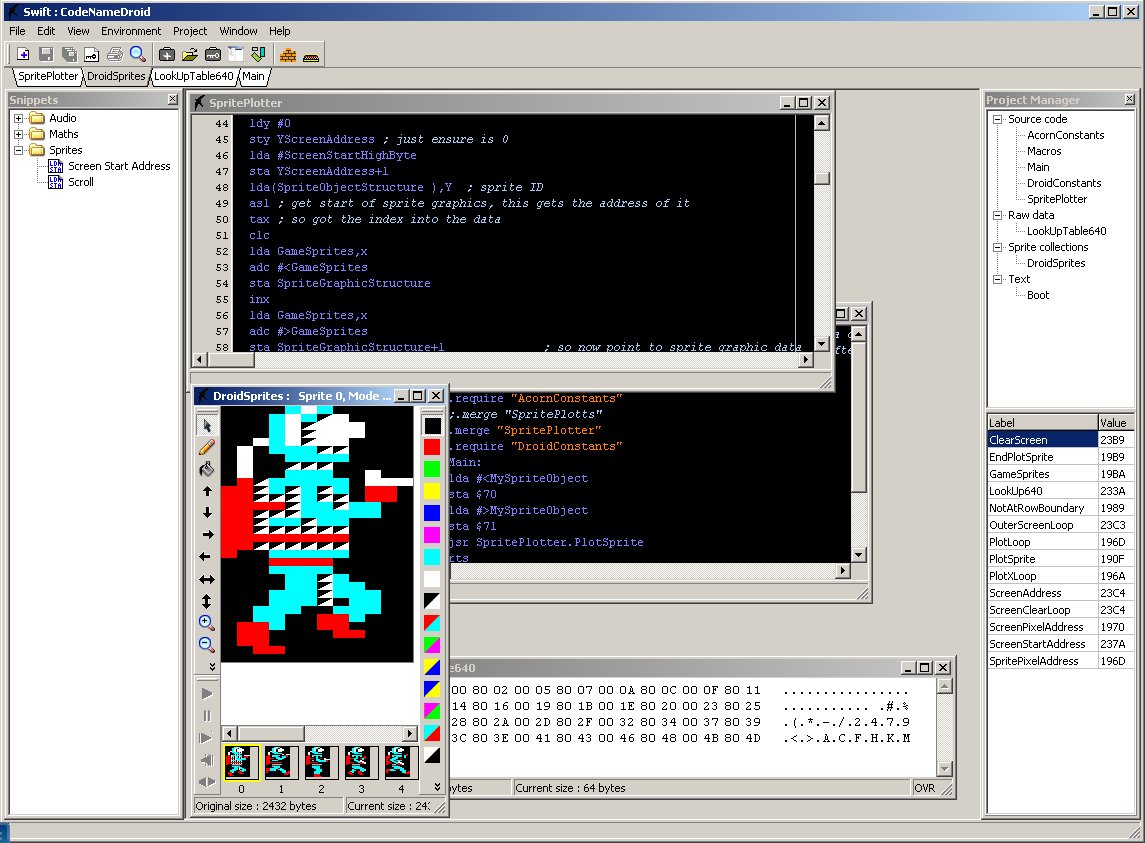 Swift : CodeNameDroid
File Edit View Environment Project Window Help
SpritePlotter DroidSprites LookUpTable640 Main
Snippets
Audio
Maths
Sprites
Screen Start Address
Scroll
SpritePlotter
44 ldy #0
45 sty YScreenAddress ; just ensure is 0
46 lda #ScreenStartHighByte
47 sta YScreenAddress+1
48 lda(SpriteObjectStructure ),Y ; sprite ID
49 asl ; get start of sprite graphics, this gets the address of it
50 tax ; so got the index into the data
51 clc
52 lda GameSprites,x
53 adc #<GameSprites
54 sta SpriteGraphicStructure
55 inx
56 lda GameSprites,x
57 adc #>GameSprites
58 sta SpriteGraphicStructure+1 ; so now point to sprite graphic data
.require "AcornConstants"
;.merge "SpritePlotts"
.merge "SpritePlotter"
.require "DroidConstants"
Main:
lda #<MySpriteObject
sta $70
lda #>MySpriteObject
sta $71
jsr SpritePlotter.PlotSprite
rts
DroidSprites : Sprite 0, Mode ...
0 1 2 3 4
Original size : 2432 bytes
Current size : 24
e640
00 80 02 00 05 80 07 00 0A 80 0C 00 0F 80 11 ................
14 80 16 00 19 80 1B 00 1E 80 20 00 23 80 25 ........... .#.%
28 80 2A 00 2D 80 2F 00 32 80 34 00 37 80 39 .(.*.-./.2.4.7.9
3C 80 3E 00 41 80 43 00 46 80 48 00 4B 80 4D .<.>.A.C.F.H.K.M
ytes Current size : 64 bytes OVR
Project Manager
Source code
AcornConstants
Macros
Main
DroidConstants
SpritePlotter
Raw data
LookUpTable640
Sprite collections
DroidSprites
Text
Boot
Label Value
ClearScreen 23B9
EndPlotSprite 19B9
GameSprites 19BA
LookUp640 233A
NotAtRowBoundary 1989
OuterScreenLoop 23C3
PlotLoop 196D
PlotSprite 190F
PlotXLoop 196A
ScreenAddress 23C4
ScreenClearLoop 23C4
ScreenPixelAddress 1970
ScreenStartAddress 237A
SpritePixelAddress 196D